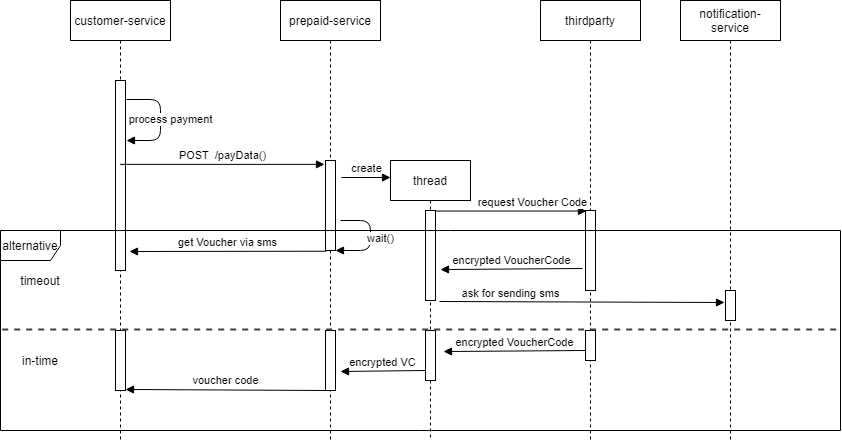 customer-service
prepaid-service
thirdparty
notification-
service
process payment
POST /payData()
create
thread
request Voucher Code
wait()
alternative
get Voucher via sms
encrypted VoucherCode
timeout
ask for sending sms
in-time
encrypted VoucherCode
encrypted VC
voucher code